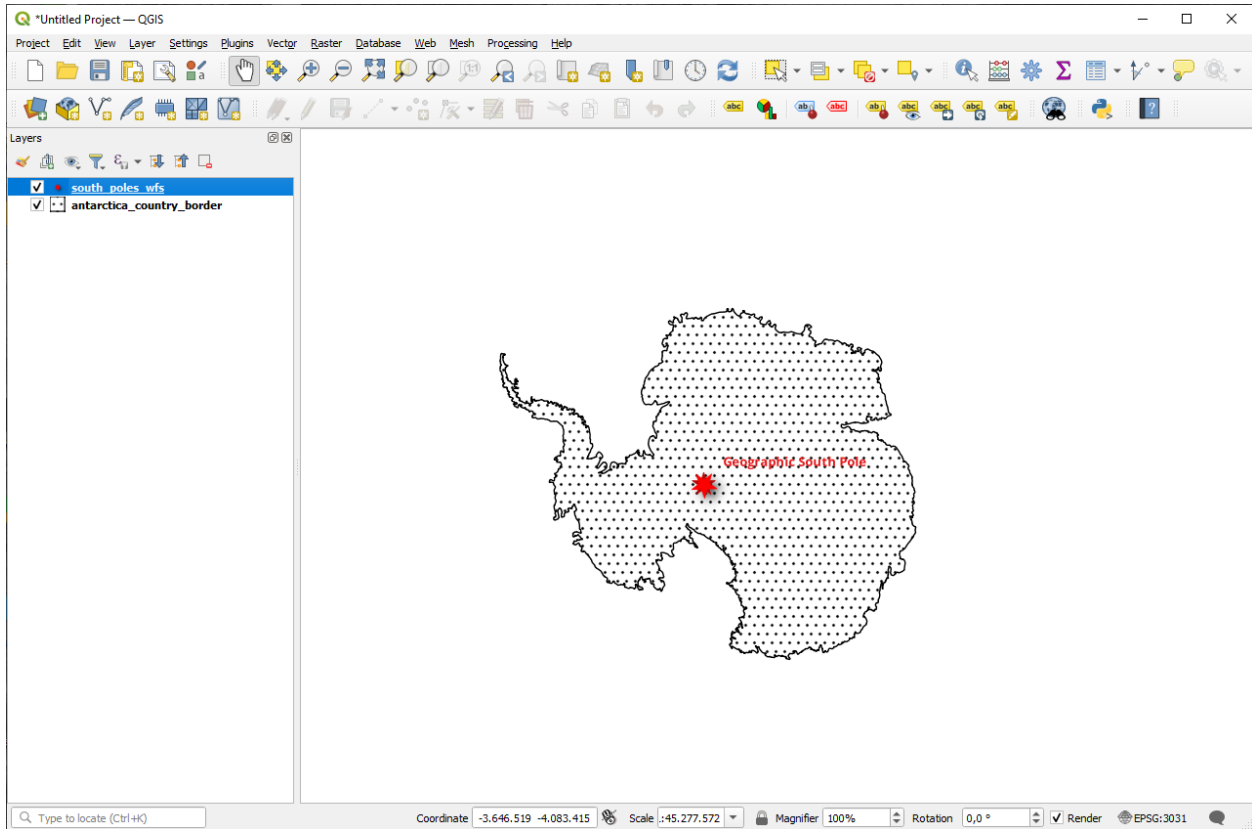 *Untitled Project — QGIS
Project Edit View Layer Settings Plugins Vector Raster Database Web Mesh Processing Help
Layers
south_poles_wfs
antarctica_country_border
Geographic South Pole
Type to locate (Ctrl+K) Coordinate -3.646.519 -4.083.415 Scale .:45.277.572 Magnifier 100% Rotation 0,0 ° Render EPSG:3031